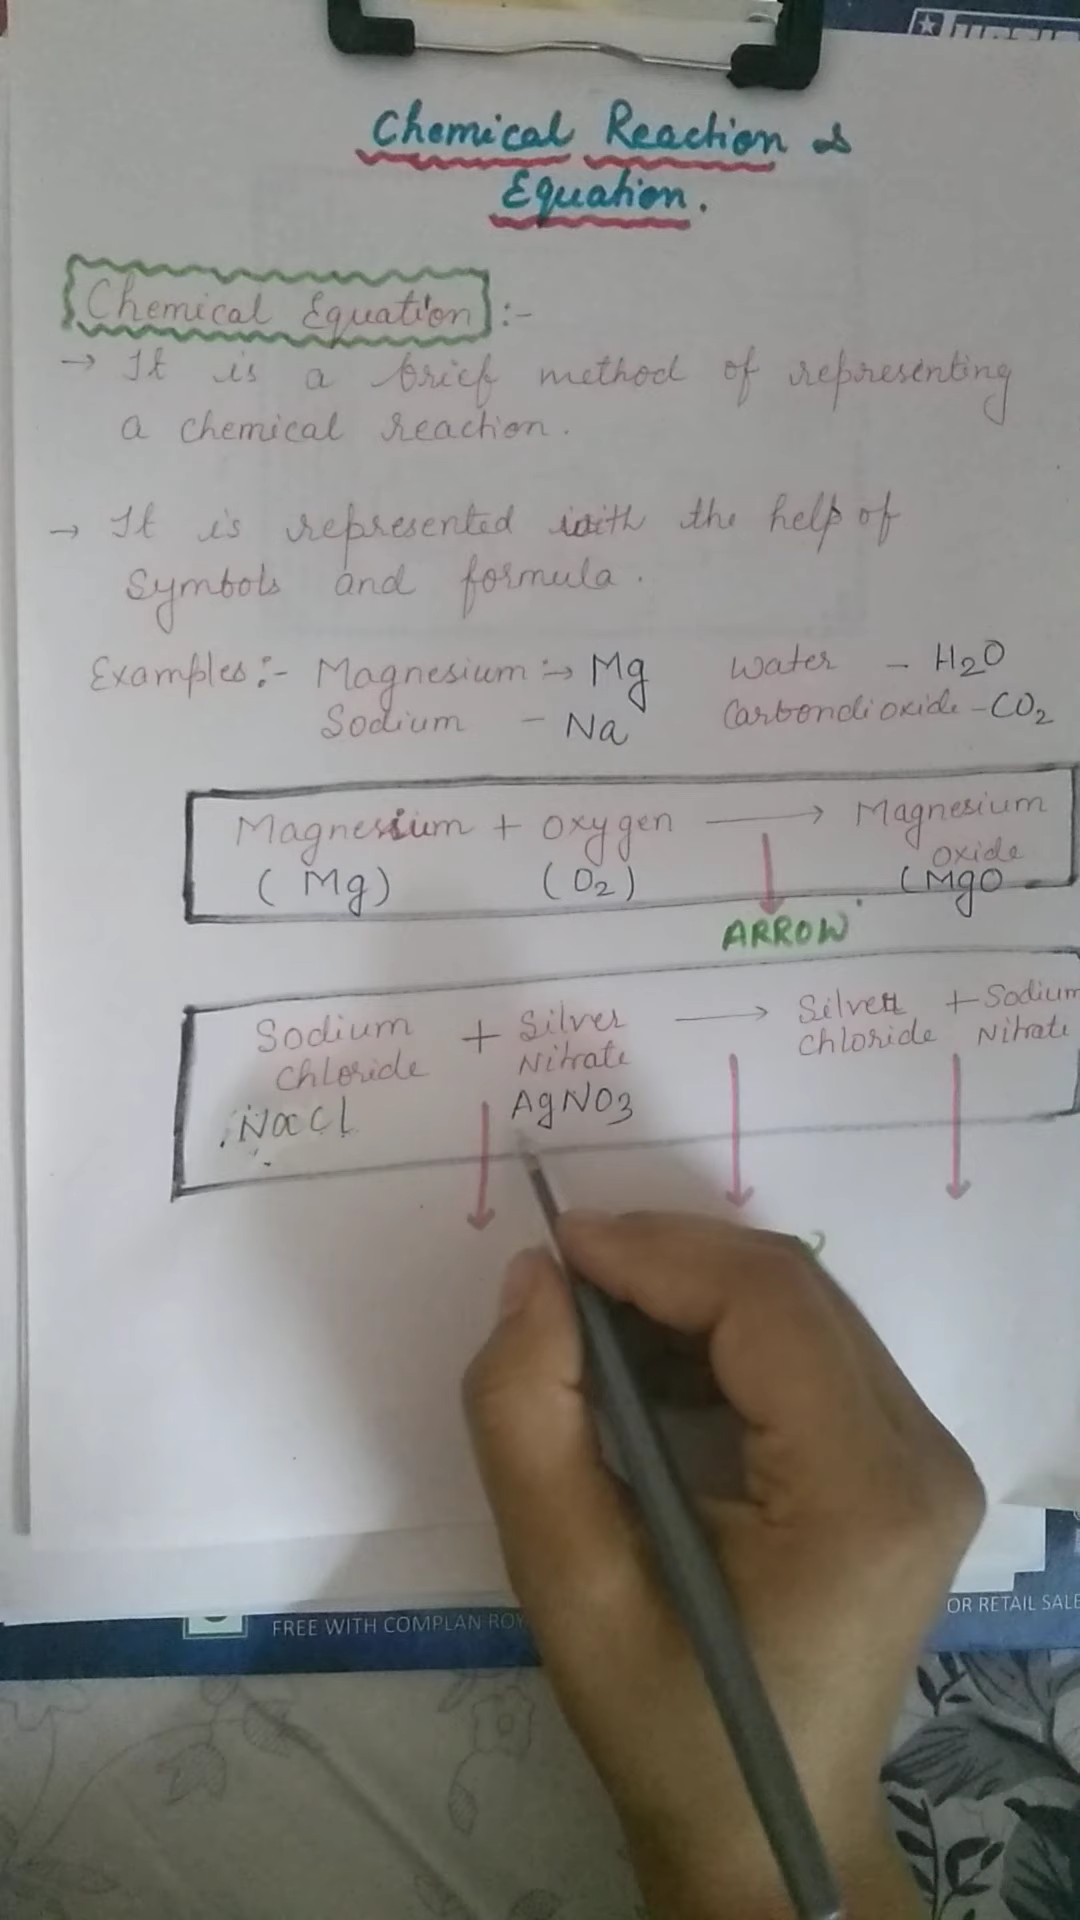 Chemical Reaction &
Equation.
Chemical Equation :-
→ It is a brief method of representing
a chemical reaction.
→ It is represented with the help of
Symbols and formula.
Examples:- Magnesium :→ Mg Water - H2O
Sodium - Na Carbondioxide - CO2
Magnesium + Oxygen ⟶ Magnesium
oxide
(Mg) (O2) (MgO
ARROW
Sodium + Silver ⟶ Silver + Sodium
Chloride Nitrate Chloride Nitrate
NaCl AgNO3
FREE WITH COMPLAN ROY
OR RETAIL SALE